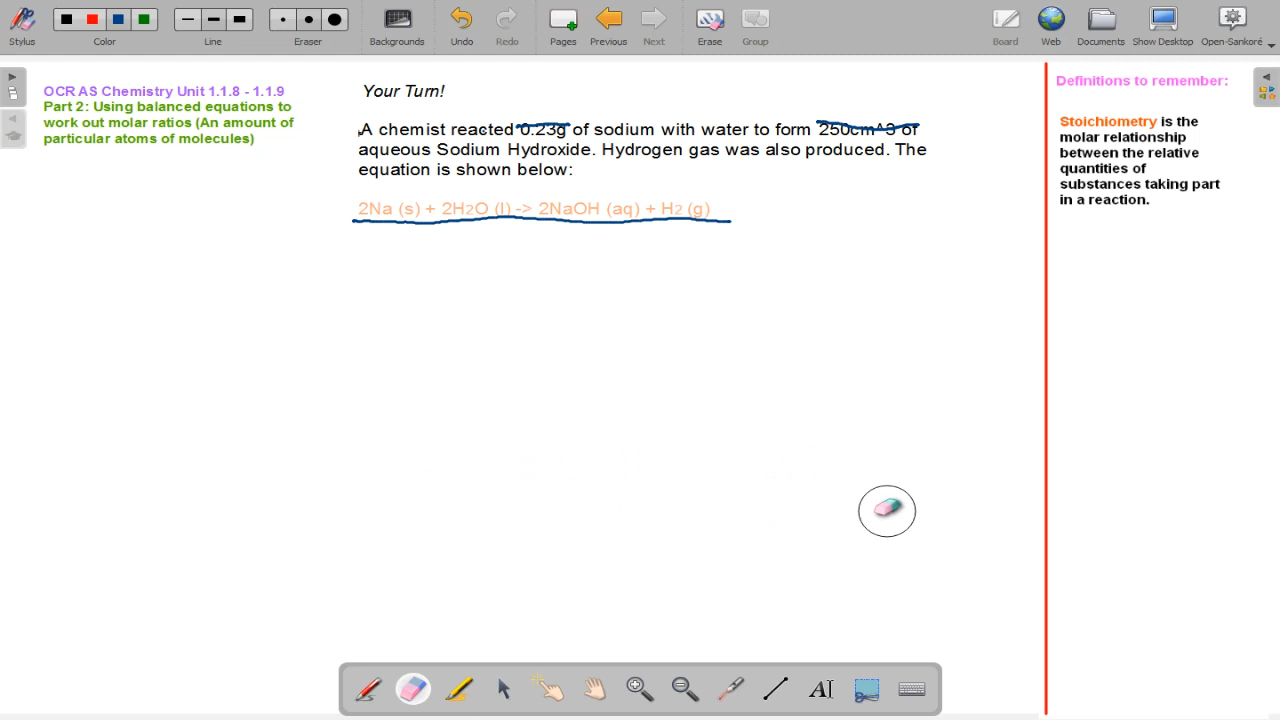 Stylus
Color
Line
Eraser
Backgrounds
Undo
Redo
Pages
Previous
Next
Erase
Group
Board
Web
Documents
Show Desktop
Open-Sankoré
OCR AS Chemistry Unit 1.1.8 - 1.1.9
Part 2: Using balanced equations to
work out molar ratios (An amount of
particular atoms of molecules)
Your Turn!
A chemist reacted 0.23g of sodium with water to form 250cm^3 of
aqueous Sodium Hydroxide. Hydrogen gas was also produced. The
equation is shown below:
2Na (s) + 2H2O (l) -> 2NaOH (aq) + H2 (g)
Definitions to remember:
Stoichiometry is the
molar relationship
between the relative
quantities of
substances taking part
in a reaction.